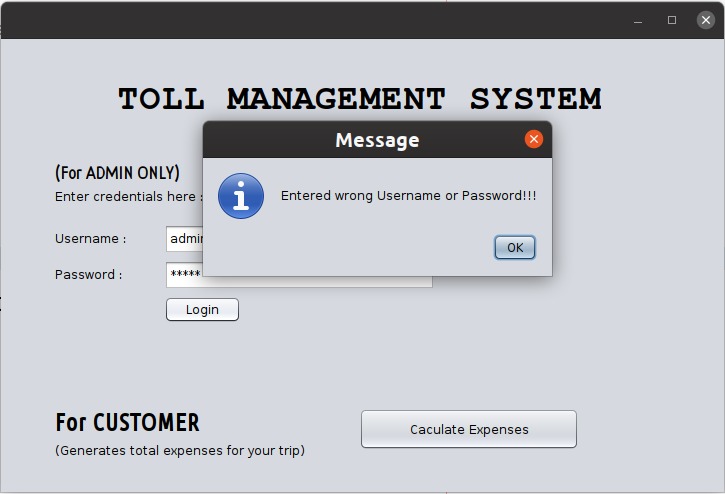 TOLL MANAGEMENT SYSTEM
Message
(For ADMIN ONLY)
Enter credentials here :
Entered wrong Username or Password!!!
Username :
admin
OK
Password :
*****
Login
For CUSTOMER
(Generates total expenses for your trip)
Caculate Expenses